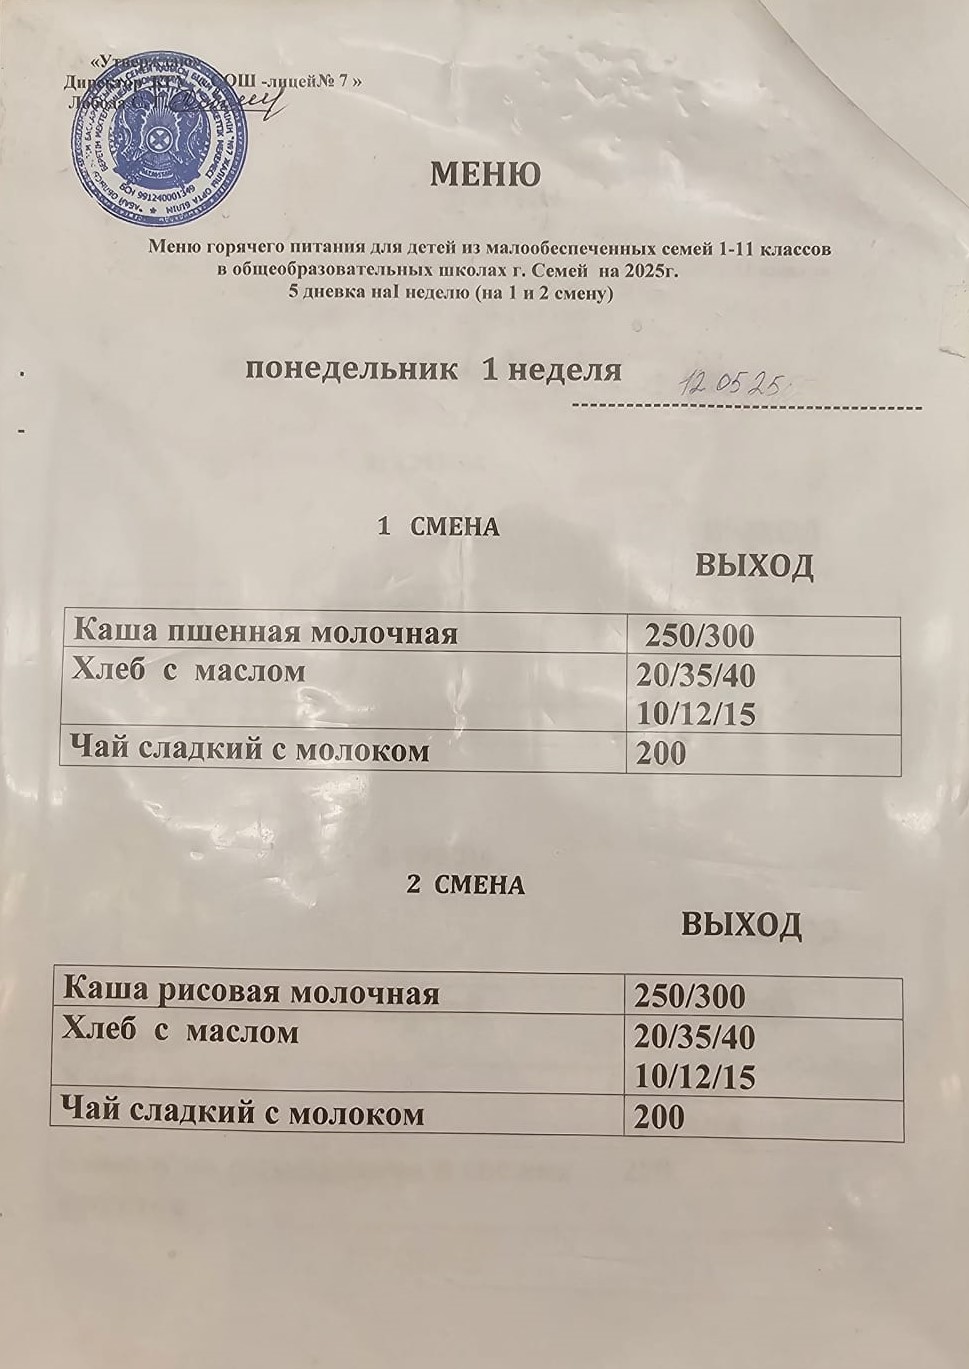 «Утверждаю»
Директор КГУ СОШ -лицей№ 7 »
Лобода
БСН 991240001349
МЕНЮ
Меню горячего питания для детей из малообеспеченных семей 1-11 классов
в общеобразовательных школах г. Семей на 2025г.
5 дневка наI неделю (на 1 и 2 смену)
понедельник 1 неделя 12.05.25
1 СМЕНА
ВЫХОД
Каша пшенная молочная 250/300
Хлеб с маслом 20/35/40
10/12/15
Чай сладкий с молоком 200
2 СМЕНА
ВЫХОД
Каша рисовая молочная 250/300
Хлеб с маслом 20/35/40
10/12/15
Чай сладкий с молоком 200